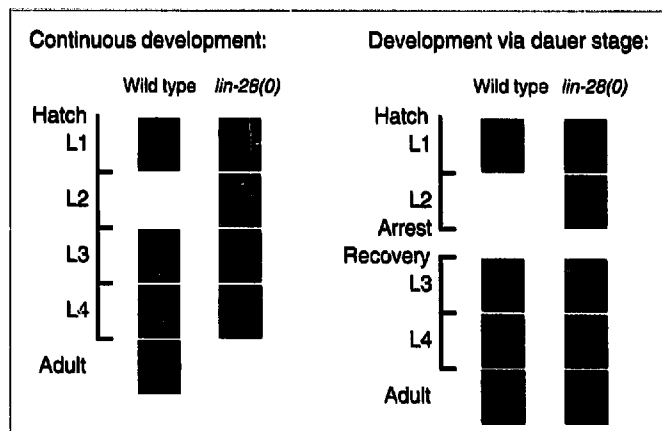 Continuous development:
Wild type lin-28(0)
Hatch
L1
L2
L3
L4
Adult
Development via dauer stage:
Wild type lin-28(0)
Hatch
L1
L2
Arrest
Recovery
L3
L4
Adult